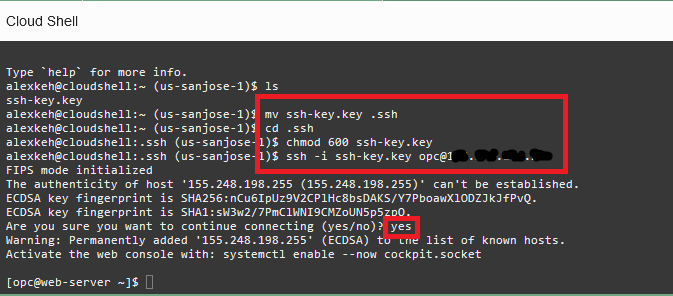 Cloud Shell
Type `help` for more info.
alexkeh@cloudshell:~ (us-sanjose-1)$ ls
ssh-key.key
alexkeh@cloudshell:~ (us-sanjose-1)$ mv ssh-key.key .ssh
alexkeh@cloudshell:~ (us-sanjose-1)$ cd .ssh
alexkeh@cloudshell:.ssh (us-sanjose-1)$ chmod 600 ssh-key.key
alexkeh@cloudshell:.ssh (us-sanjose-1)$ ssh -i ssh-key.key opc@1
FIPS mode initialized
The authenticity of host '155.248.198.255 (155.248.198.255)' can't be established.
ECDSA key fingerprint is SHA256:nCu6IpUz9V2CPlHc8bsDAKS/Y7PboawXlODZJkJfPvQ.
ECDSA key fingerprint is SHA1:sW3w2/7PmClWNI9CMZoUN5p5zpO.
Are you sure you want to continue connecting (yes/no)? yes
Warning: Permanently added '155.248.198.255' (ECDSA) to the list of known hosts.
Activate the web console with: systemctl enable --now cockpit.socket
[opc@web-server ~]$